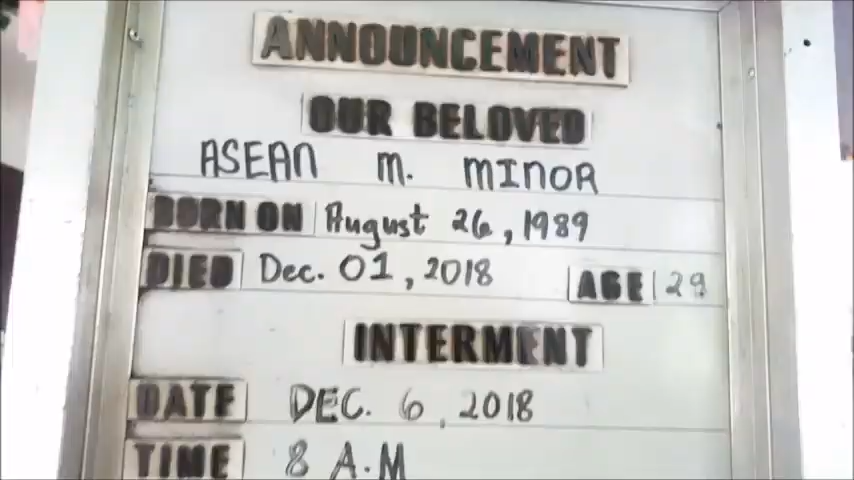 ANNOUNCEMENT
OUR BELOVED
ASEAN M. MINOR
BORN ON August 26, 1989
DIED Dec. 01, 2018 AGE 29
INTERMENT
DATE DEC. 6, 2018
TIME 8 A.M